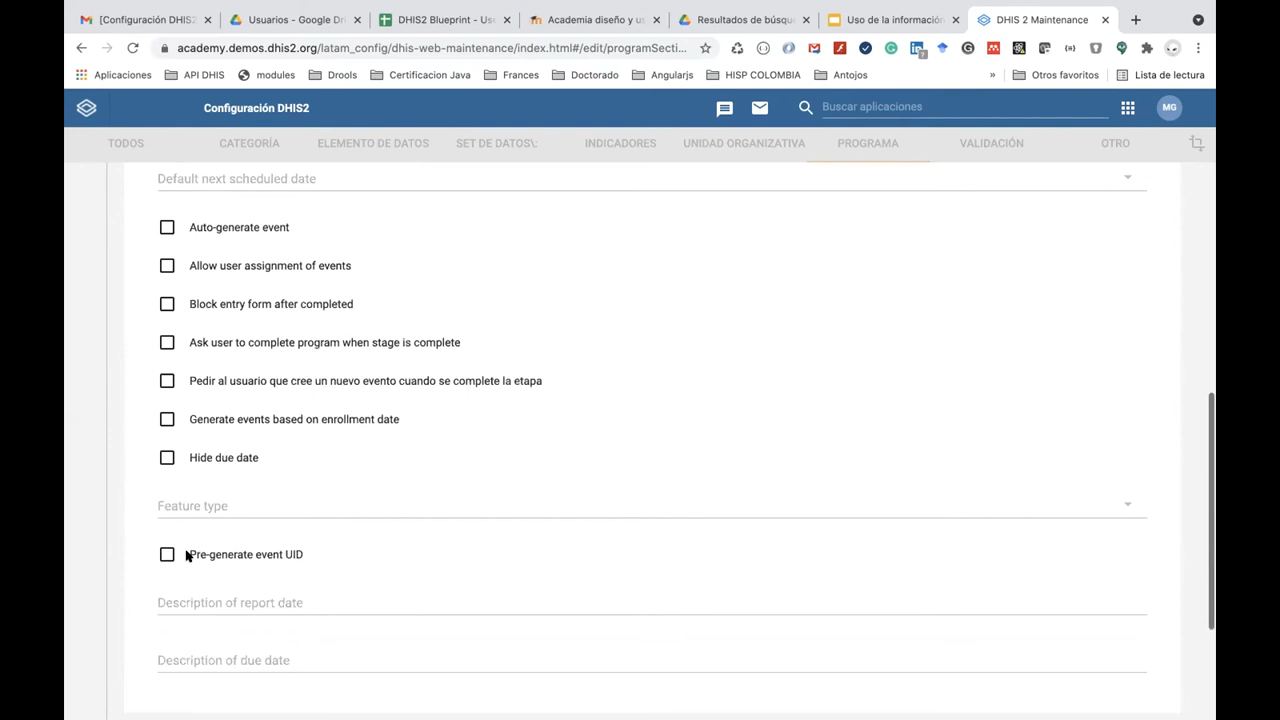 [Configuración DHIS2
Usuarios - Google Dri
DHIS2 Blueprint - Use
Academia diseño y us
Resultados de búsqu
Uso de la información
DHIS 2 Maintenance
academy.demos.dhis2.org/latam_config/dhis-web-maintenance/index.html#/edit/programSecti...
Aplicaciones
API DHIS
modules
Drools
Certificacion Java
Frances
Doctorado
Angularjs
HISP COLOMBIA
Antojos
»
Otros favoritos
Lista de lectura
Configuración DHIS2
Buscar aplicaciones
MG
TODOS
CATEGORÍA
ELEMENTO DE DATOS
SET DE DATOS\:
INDICADORES
UNIDAD ORGANIZATIVA
PROGRAMA
VALIDACIÓN
OTRO
Default next scheduled date
Auto-generate event
Allow user assignment of events
Block entry form after completed
Ask user to complete program when stage is complete
Pedir al usuario que cree un nuevo evento cuando se complete la etapa
Generate events based on enrollment date
Hide due date
Feature type
Pre-generate event UID
Description of report date
Description of due date